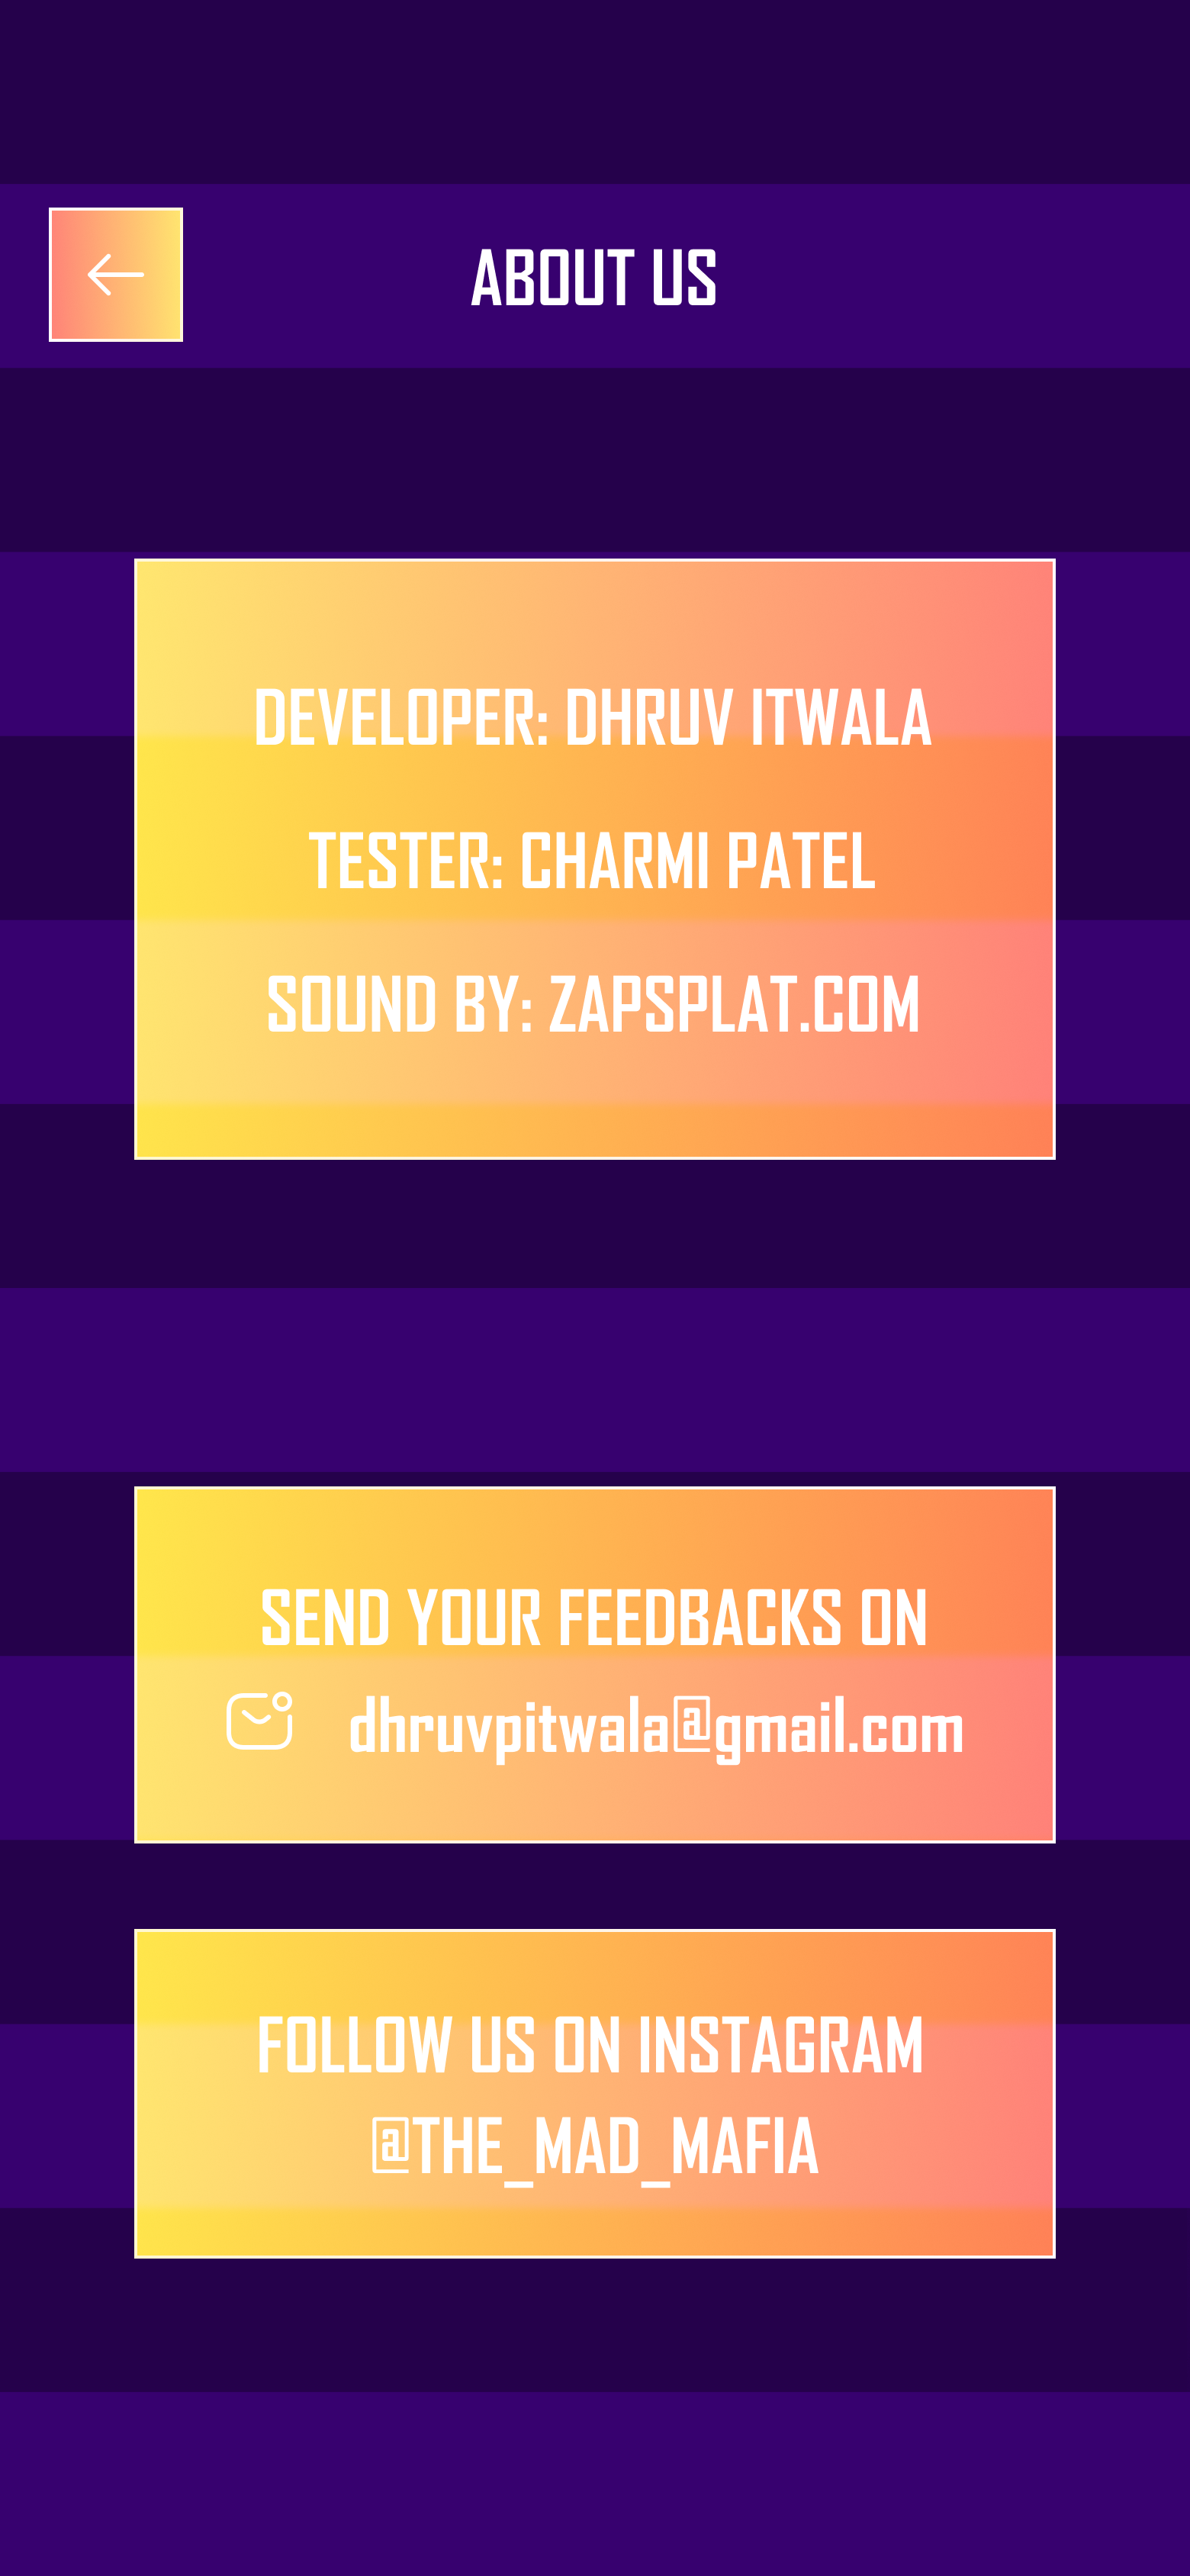 ABOUT US
DEVELOPER: DHRUV ITWALA
TESTER: CHARMI PATEL
SOUND BY: ZAPSPLAT.COM
SEND YOUR FEEDBACKS ON
dhruvpitwala@gmail.com
FOLLOW US ON INSTAGRAM
@THE_MAD_MAFIA